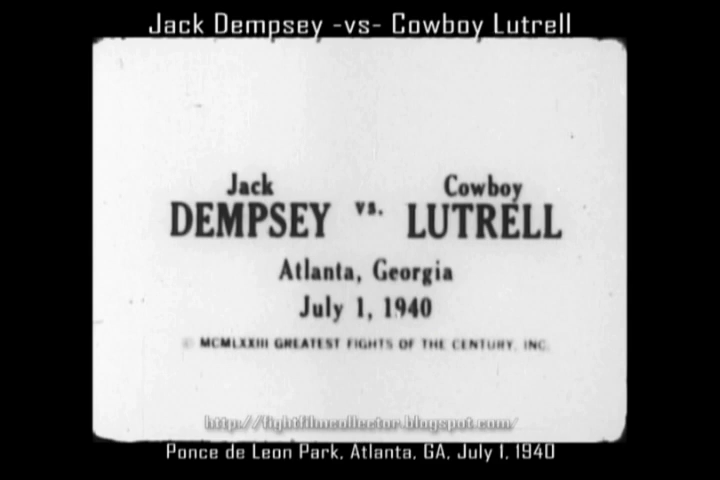 Jack Dempsey -vs- Cowboy Lutrell
Jack Cowboy
DEMPSEY vs. LUTRELL
Atlanta, Georgia
July 1, 1940
© MCMLXXIII GREATEST FIGHTS OF THE CENTURY, INC.
http://fightfilmcollector.blogspot.com/
Ponce de Leon Park, Atlanta, GA, July 1, 1940